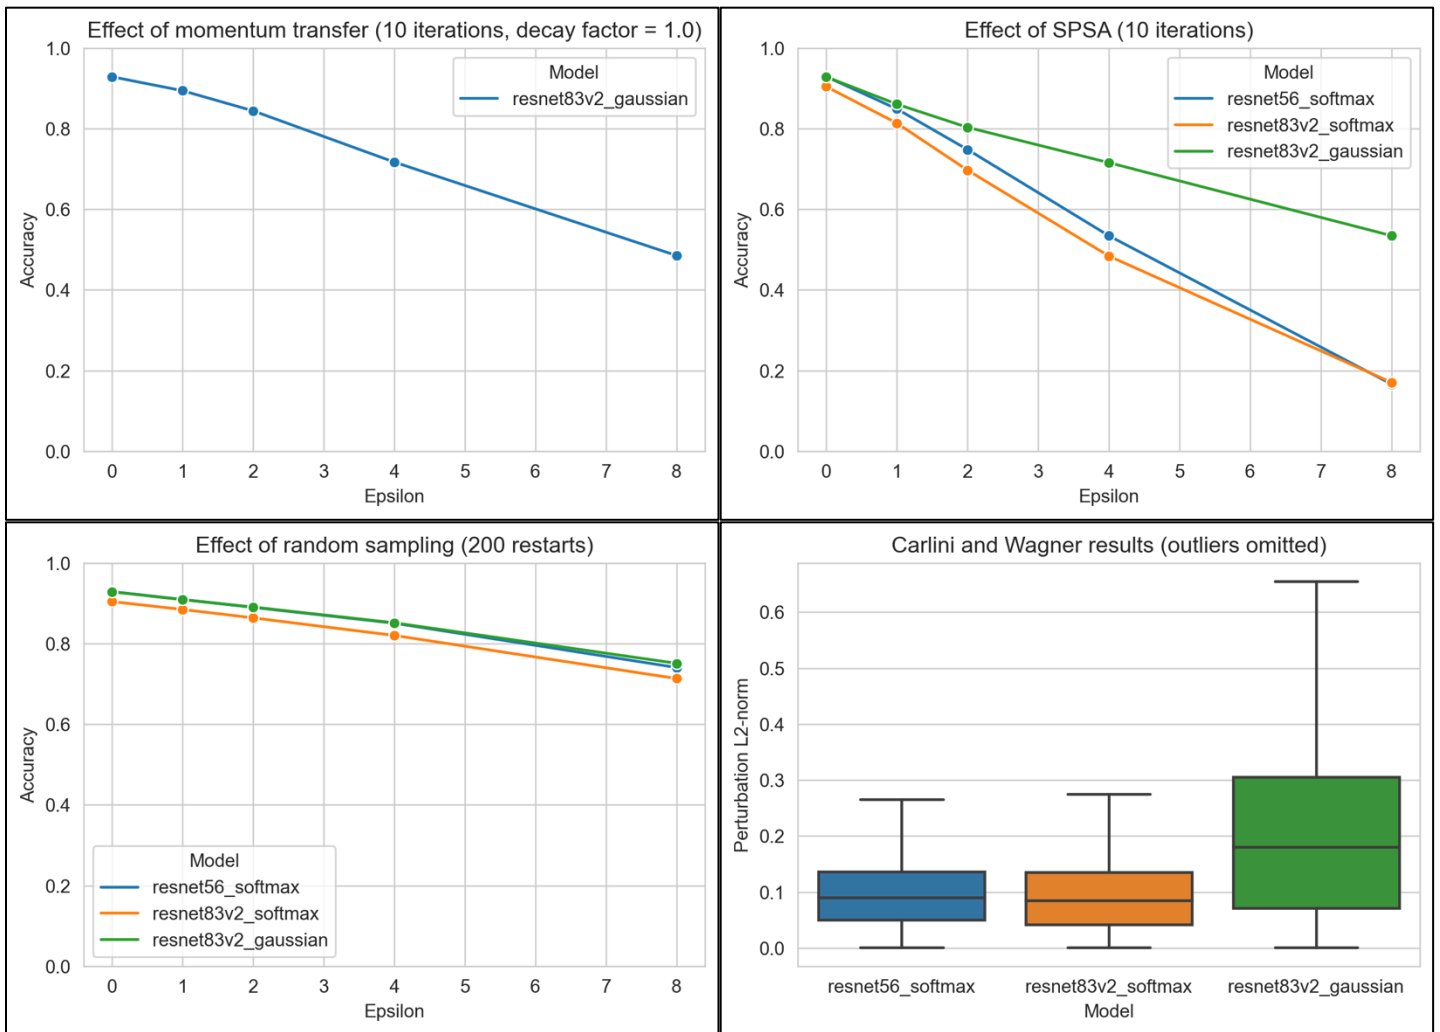 Effect of momentum transfer (10 iterations, decay factor = 1.0)
Model
resnet83v2_gaussian
1.0
0.8
0.6
0.4
0.2
0.0
Accuracy
0 1 2 3 4 5 6 7 8
Epsilon
Effect of SPSA (10 iterations)
Model
resnet56_softmax
resnet83v2_softmax
resnet83v2_gaussian
1.0
0.8
0.6
0.4
0.2
0.0
Accuracy
0 1 2 3 4 5 6 7 8
Epsilon
Effect of random sampling (200 restarts)
1.0
0.8
0.6
0.4
0.2
0.0
Accuracy
Model
resnet56_softmax
resnet83v2_softmax
resnet83v2_gaussian
0 1 2 3 4 5 6 7 8
Epsilon
Carlini and Wagner results (outliers omitted)
0.6
0.5
0.4
0.3
0.2
0.1
0.0
Perturbation L2-norm
resnet56_softmax resnet83v2_softmax resnet83v2_gaussian
Model